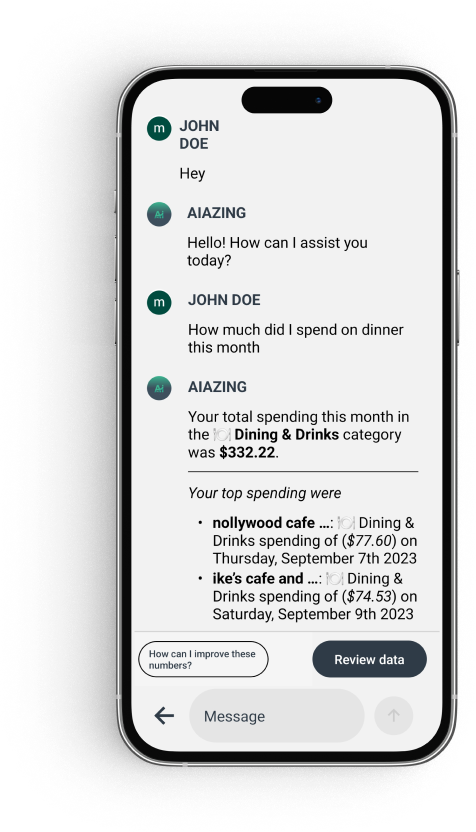 m JOHN
DOE
Hey
AI AIAZING
Hello! How can I assist you
today?
m JOHN DOE
How much did I spend on dinner
this month
AI AIAZING
Your total spending this month in
the 🍽️ Dining & Drinks category
was $332.22.
Your top spending were
• nollywood cafe ...: 🍽️ Dining &
Drinks spending of ($77.60) on
Thursday, September 7th 2023
• ike's cafe and ...: 🍽️ Dining &
Drinks spending of ($74.53) on
Saturday, September 9th 2023
How can I improve these
numbers?
Review data
Message